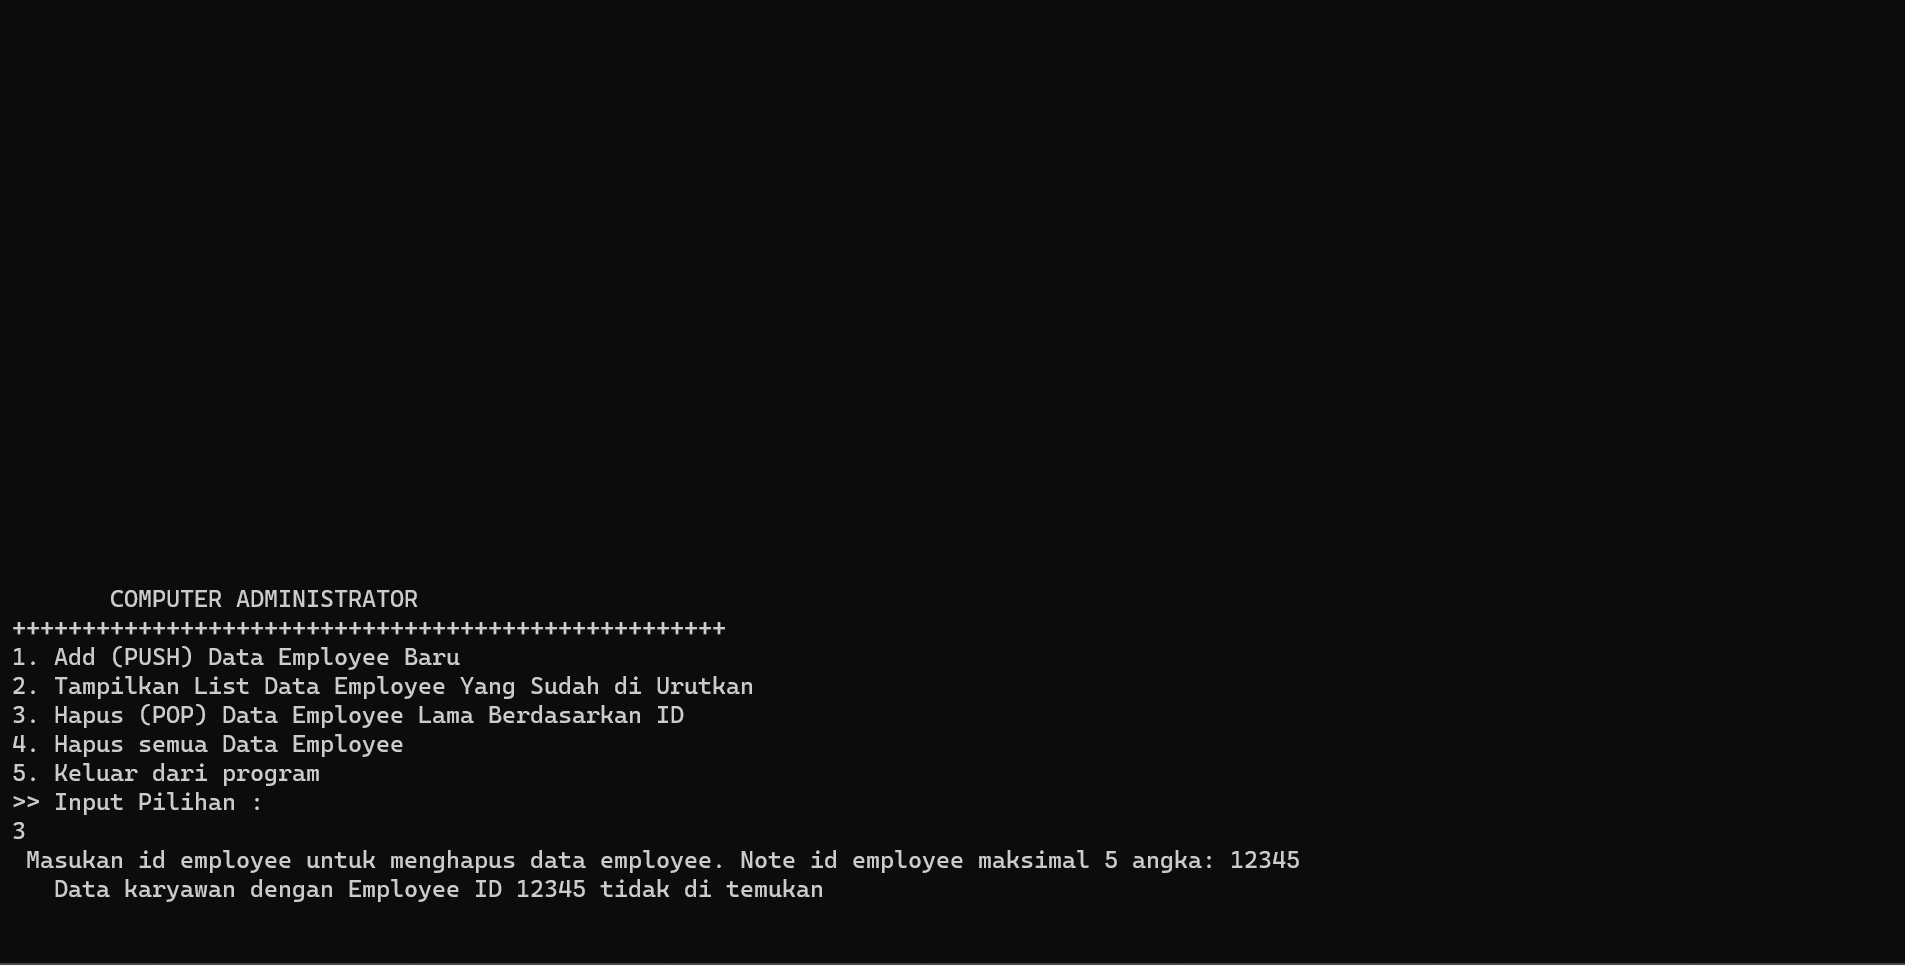 COMPUTER ADMINISTRATOR
+++++++++++++++++++++++++++++++++++++++++++++++++++
1. Add (PUSH) Data Employee Baru
2. Tampilkan List Data Employee Yang Sudah di Urutkan
3. Hapus (POP) Data Employee Lama Berdasarkan ID
4. Hapus semua Data Employee
5. Keluar dari program
>> Input Pilihan :
3
Masukan id employee untuk menghapus data employee. Note id employee maksimal 5 angka: 12345
Data karyawan dengan Employee ID 12345 tidak di temukan